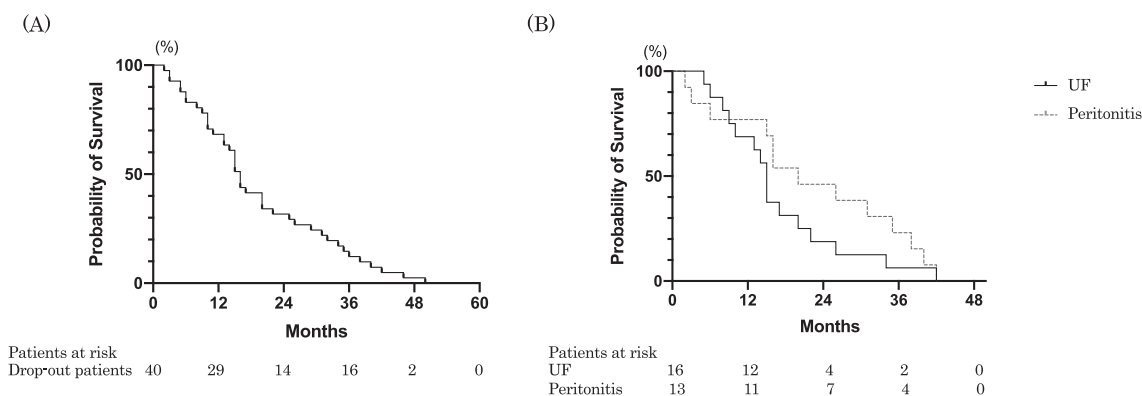 (A)
(%)
Probability of Survival
100
50
0
0 12 24 36 48 60
Months
Patients at risk
Drop-out patients 40 29 14 16 2 0
(B)
(%)
Probability of Survival
100
50
0
0 12 24 36 48
Months
UF
Peritonitis
Patients at risk
UF 16 12 4 2 0
Peritonitis 13 11 7 4 0